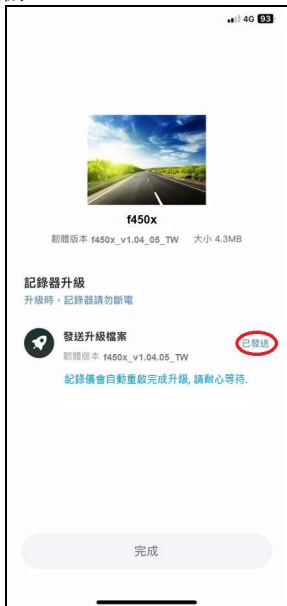 4G 93
f450x
韌體版本 f450x_v1.04_05_TW 大小 4.3MB
記錄器升級
升級時，記錄器請勿斷電
發送升級檔案 已發送
韌體版本 f450x_v1.04.05_TW
記錄儀會自動重啟完成升級, 請耐心等待.
完成